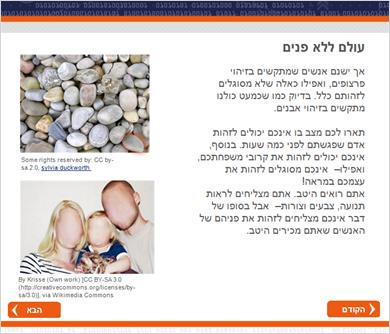 עולם ללא פנים
אך ישנם אנשים שמתקשים בזיהוי
פרצופים, ואפילו כאלה שלא מסוגלים
לזהותם כלל. בדיוק כמו שכמעט כולנו
מתקשים בזיהוי אבנים.
תארו לכם מצב בו אינכם יכולים לזהות
אדם שפגשתם לפני כמה שעות. בנוסף,
אינכם יכולים לזהות את קרובי משפחתכם,
ואפילו– אינכם מסוגלים לזהות את
עצמכם במראה!
אתם רואים היטב. אתם מצליחים לראות
תנועה, צבעים וצורות– אבל בסופו של
דבר אינכם מצליחים לזהות את פניהם של
האנשים שאתם מכירים היטב.
Some rights reserved by: CC by-
sa.2.0, sylvia duckworth
By Krisse (Own work) [CC-BY-SA-3.0
(http://creativecommons.org/licenses/by-
sa/3.0)], via Wikimedia Commons
הקודם
הבא